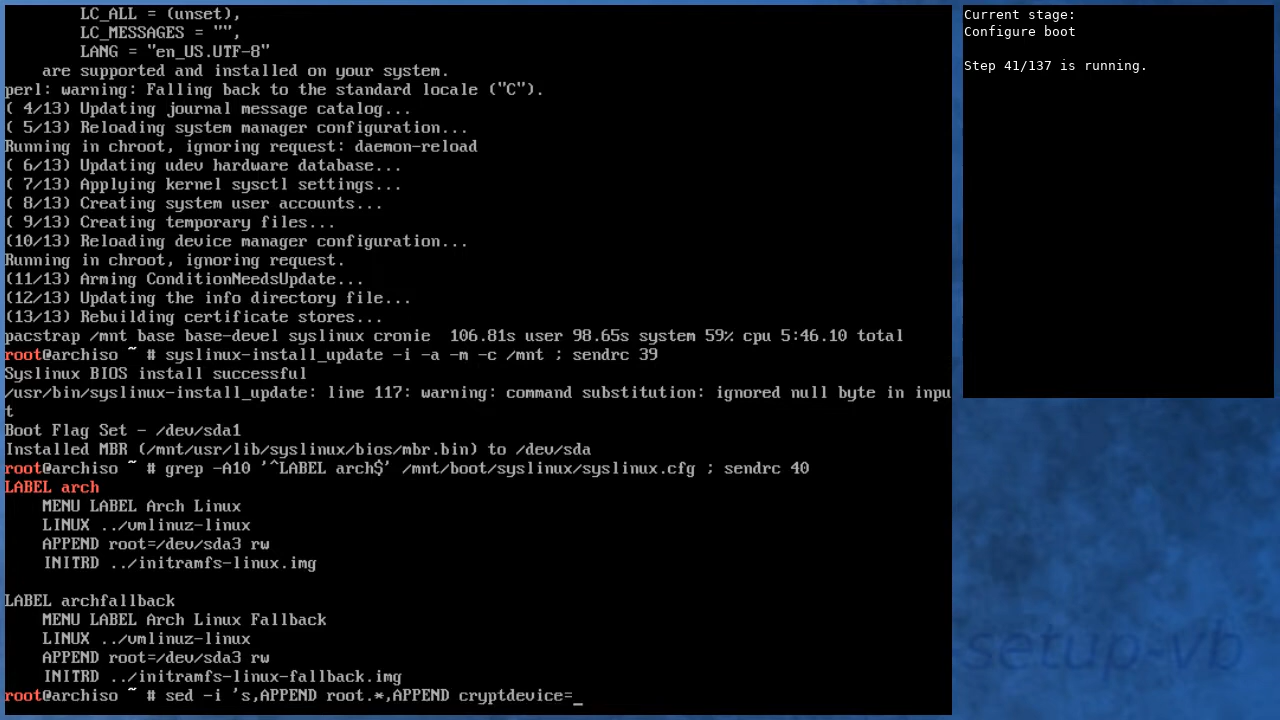 LC_ALL = (unset),
LC_MESSAGES = "",
LANG = "en_US.UTF-8"
are supported and installed on your system.
perl: warning: Falling back to the standard locale ("C").
( 4/13) Updating journal message catalog...
( 5/13) Reloading system manager configuration...
Running in chroot, ignoring request: daemon-reload
( 6/13) Updating udev hardware database...
( 7/13) Applying kernel sysctl settings...
( 8/13) Creating system user accounts...
( 9/13) Creating temporary files...
(10/13) Reloading device manager configuration...
Running in chroot, ignoring request.
(11/13) Arming ConditionNeedsUpdate...
(12/13) Updating the info directory file...
(13/13) Rebuilding certificate stores...
pacstrap /mnt base base-devel syslinux cronie  106.81s user 98.65s system 59% cpu 5:46.10 total
root@archiso ~ # syslinux-install_update -i -a -m -c /mnt ; sendrc 39
Syslinux BIOS install successful
/usr/bin/syslinux-install_update: line 117: warning: command substitution: ignored null byte in inpu
t
Boot Flag Set - /dev/sda1
Installed MBR (/mnt/usr/lib/syslinux/bios/mbr.bin) to /dev/sda
root@archiso ~ # grep -A10 '^LABEL arch$' /mnt/boot/syslinux/syslinux.cfg ; sendrc 40
LABEL arch
MENU LABEL Arch Linux
LINUX ../vmlinuz-linux
APPEND root=/dev/sda3 rw
INITRD ../initramfs-linux.img
LABEL archfallback
MENU LABEL Arch Linux Fallback
LINUX ../vmlinuz-linux
APPEND root=/dev/sda3 rw
INITRD ../initramfs-linux-fallback.img
root@archiso ~ # sed -i 's,APPEND root.*,APPEND cryptdevice=_
Current stage:
Configure boot
Step 41/137 is running.
setup-vb